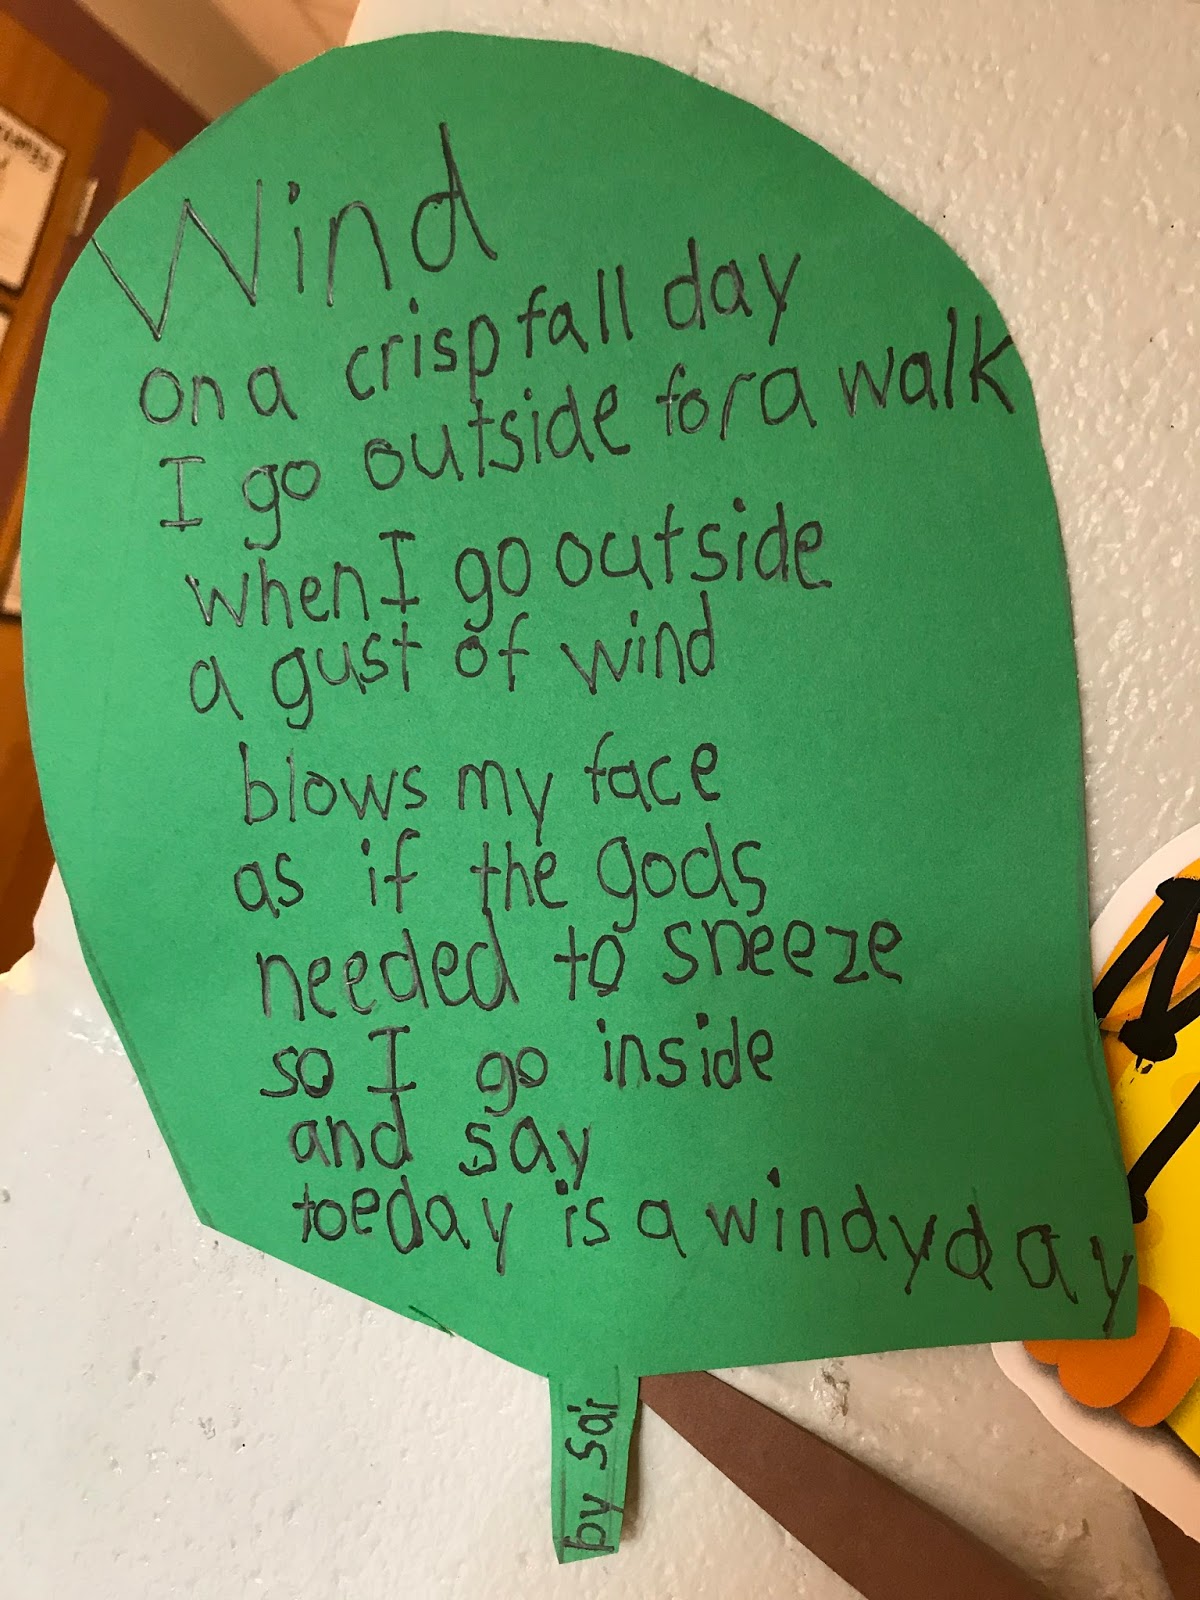 Wind
on a crisp fall day
I go outside for a walk
when I go outside
a gust of wind
blows my face
as if the gods
needed to sneeze
so I go inside
and say
toeday is a windy day
by Sai